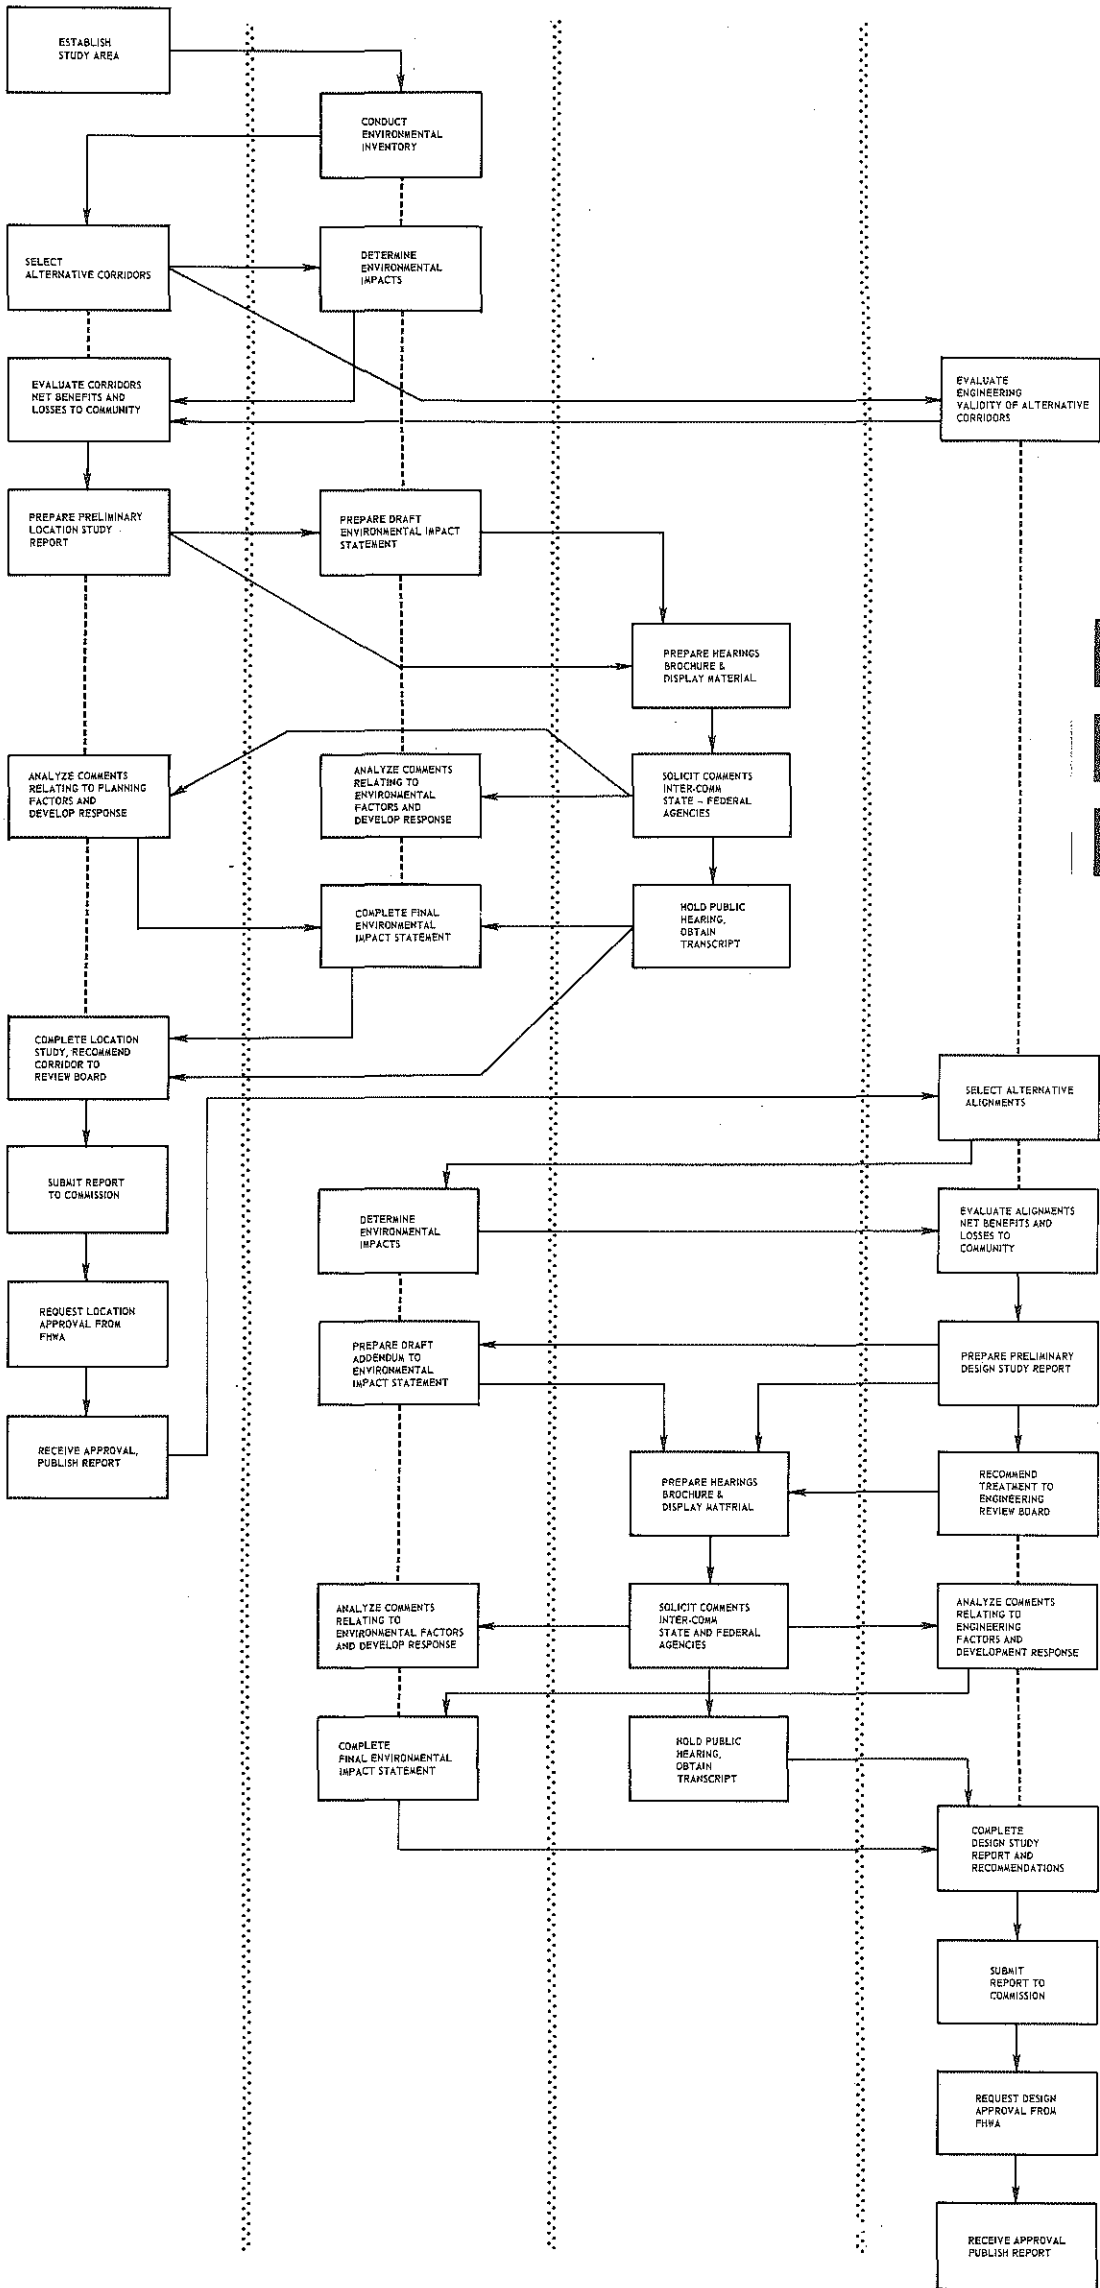 ESTABLISH
STUDY AREA
CONDUCT
ENVIRONMENTAL
INVENTORY
SELECT
ALTERNATIVE CORRIDORS
DETERMINE
ENVIRONMENTAL
IMPACTS
EVALUATE CORRIDORS
NET BENEFITS AND
LOSSES TO COMMUNITY
EVALUATE
ENGINEERING
VALIDITY OF ALTERNATIVE
CORRIDORS
PREPARE PRELIMINARY
LOCATION STUDY
REPORT
PREPARE DRAFT
ENVIRONMENTAL IMPACT
STATEMENT
PREPARE HEARINGS
BROCHURE &
DISPLAY MATERIAL
ANALYZE COMMENTS
RELATING TO PLANNING
FACTORS AND
DEVELOP RESPONSE
ANALYZE COMMENTS
RELATING TO
ENVIRONMENTAL
FACTORS AND
DEVELOP RESPONSE
SOLICIT COMMENTS
INTER-COMM
STATE – FEDERAL
AGENCIES
COMPLETE FINAL
ENVIRONMENTAL
IMPACT STATEMENT
HOLD PUBLIC
HEARING,
OBTAIN
TRANSCRIPT
COMPLETE LOCATION
STUDY, RECOMMEND
CORRIDOR TO
REVIEW BOARD
SELECT ALTERNATIVE
ALIGNMENTS
SUBMIT REPORT
TO COMMISSION
DETERMINE
ENVIRONMENTAL
IMPACTS
EVALUATE ALIGNMENTS
NET BENEFITS AND
LOSSES TO
COMMUNITY
REQUEST LOCATION
APPROVAL FROM
FHWA
PREPARE DRAFT
ADDENDUM TO
ENVIRONMENTAL
IMPACT STATEMENT
PREPARE PRELIMINARY
DESIGN STUDY REPORT
RECEIVE APPROVAL,
PUBLISH REPORT
PREPARE HEARINGS
BROCHURE &
DISPLAY MATERIAL
RECOMMEND
TREATMENT TO
ENGINEERING
REVIEW BOARD
ANALYZE COMMENTS
RELATING TO
ENVIRONMENTAL FACTORS
AND DEVELOP RESPONSE
SOLICIT COMMENTS
INTER-COMM
STATE AND FEDERAL
AGENCIES
ANALYZE COMMENTS
RELATING TO
ENGINEERING
FACTORS AND
DEVELOPMENT RESPONSE
COMPLETE
FINAL ENVIRONMENTAL
IMPACT STATEMENT
HOLD PUBLIC
HEARING,
OBTAIN
TRANSCRIPT
COMPLETE
DESIGN STUDY
REPORT AND
RECOMMENDATIONS
SUBMIT
REPORT TO
COMMISSION
REQUEST DESIGN
APPROVAL FROM
FHWA
RECEIVE APPROVAL
PUBLISH REPORT